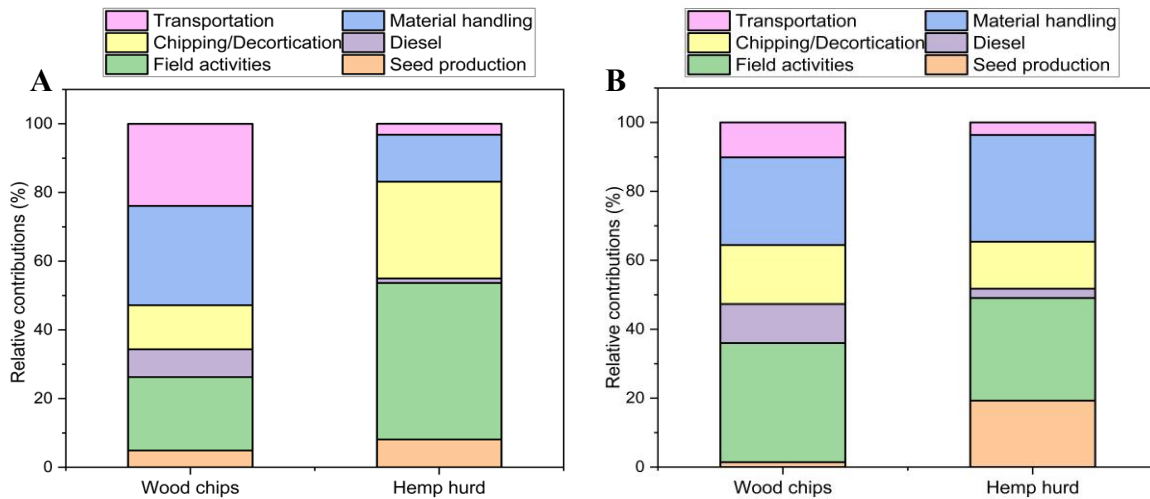 Transportation Material handling
Chipping/Decortication Diesel
Field activities Seed production
A
100
80
60
40
20
0
Relative contributions (%)
Wood chips Hemp hurd
Transportation Material handling
Chipping/Decortication Diesel
Field activities Seed production
B
100
80
60
40
20
0
Relative contributions (%)
Wood chips Hemp hurd